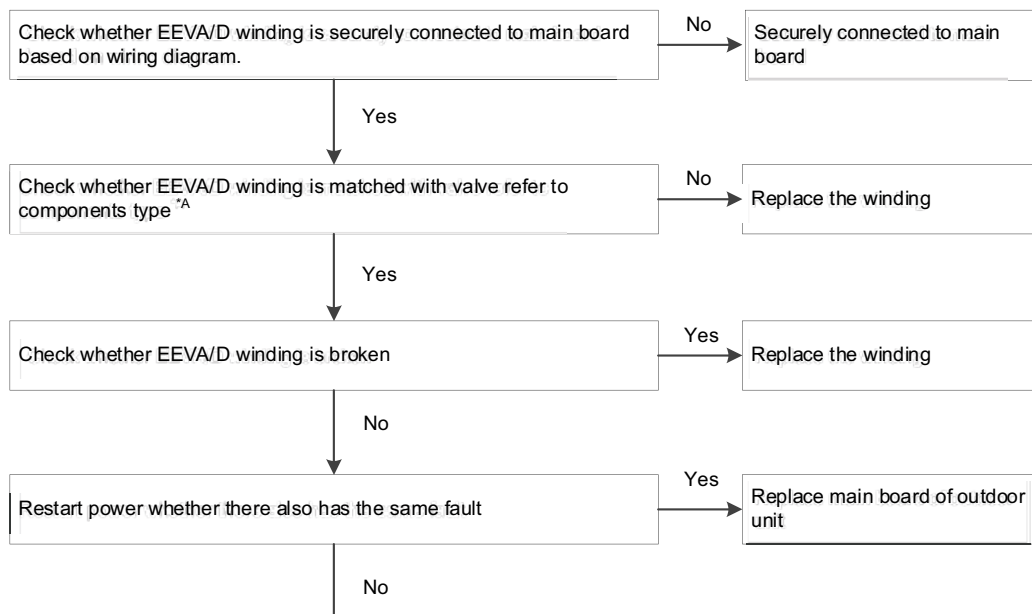 Check whether EEVA/D winding is securely connected to main board
based on wiring diagram.
No
Securely connected to main
board
Yes
Check whether EEVA/D winding is matched with valve refer to
components type *A
No
Replace the winding
Yes
Check whether EEVA/D winding is broken
Yes
Replace the winding
No
Restart power whether there also has the same fault
Yes
Replace main board of outdoor
unit
No